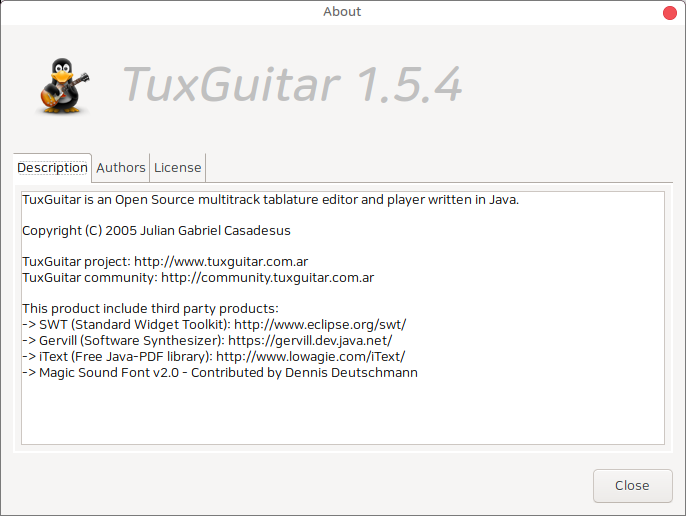 About
TuxGuitar 1.5.4
Description Authors License
TuxGuitar is an Open Source multitrack tablature editor and player written in Java.
Copyright (C) 2005 Julian Gabriel Casadesus
TuxGuitar project: http://www.tuxguitar.com.ar
TuxGuitar community: http://community.tuxguitar.com.ar
This product include third party products:
-> SWT (Standard Widget Toolkit): http://www.eclipse.org/swt/
-> Gervill (Software Synthesizer): https://gervill.dev.java.net/
-> iText (Free Java-PDF library): http://www.lowagie.com/iText/
-> Magic Sound Font v2.0 - Contributed by Dennis Deutschmann
Close